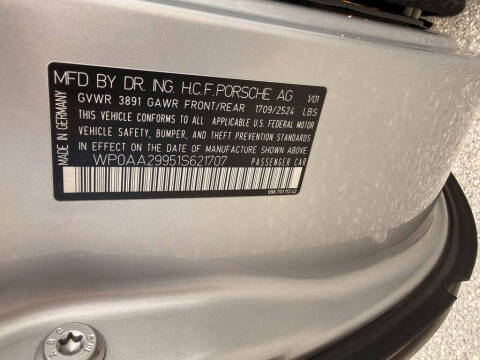 MFD BY DR. ING. H.C.F. PORSCHE AG 1/01
GVWR 3891 GAWR FRONT/REAR 1709/2524 LBS
THIS VEHICLE CONFORMS TO ALL APPLICABLE U.S. FEDERAL MOTOR
VEHICLE SAFETY, BUMPER, AND THEFT PREVENTION STANDARDS
IN EFFECT ON THE DATE OF MANUFACTURE SHOWN ABOVE.
WP0AA29951S621707 PASSENGER CAR
MADE IN GERMANY